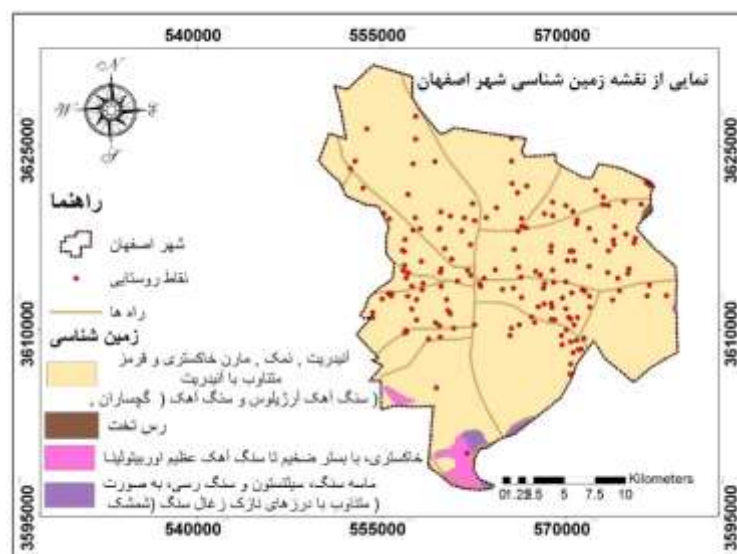 540000 555000 570000
نمایی از نقشه زمین شناسی شهر اصفهان
N
W E
S
3625000 3625000
راهنما
شهر اصفهان
نقاط روستایی
راه ها
3610000 3610000
زمین شناسی
انیدریت , نمک , مارن خاکستری و قرمز
متناوب با انیدریت
( سنگ آهک آرژیلوس و سنگ آهک ( گچساران ,
رس تخت
خاکستری، با بستر ضخیم تا سنگ آهک عظیم اوربیتولینا
ماسه سنگ، سیلتستون و سنگ رسی، به صورت
( متناوب با درزهای نازک زغال سنگ (شمشک
Kilometers
0 1.25 2.5 5 7.5 10
3595000 3595000
540000 555000 570000